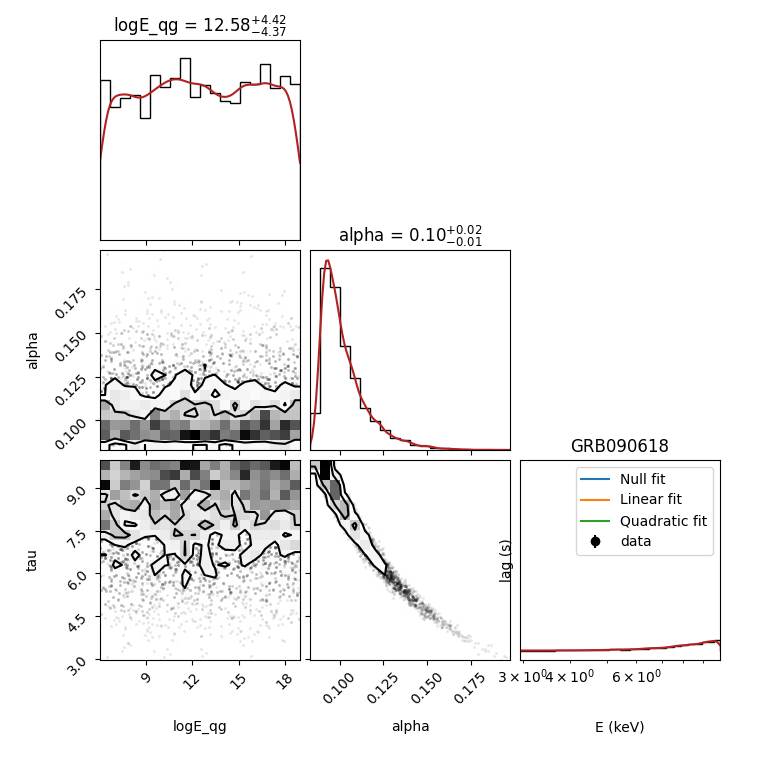 logE_qg = 12.58+4.42−4.37
alpha = 0.10+0.02−0.01
alpha
0.175
0.150
0.125
0.100
GRB090618
Null fit
Linear fit
Quadratic fit
data
lag (s)
tau
9.0
7.5
6.0
4.5
3.0
9 12 15 18
0.100 0.125 0.150 0.175
3 × 10⁰ 4 × 10⁰ 6 × 10⁰
logE_qg
alpha
E (keV)